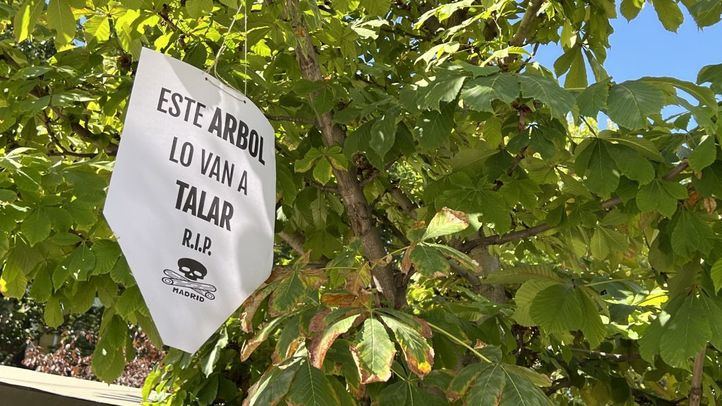 ESTE ARBOL
LO VAN A
TALAR
R.I.P.
MADRID